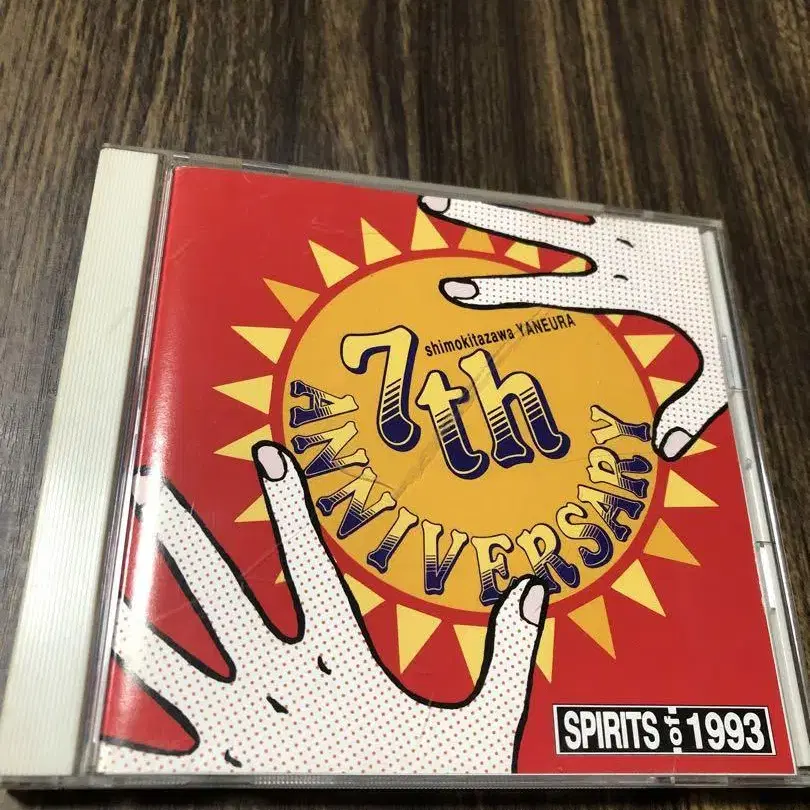 shimokitazawa YANEURA
7th
ANNIVERSARY
SPIRITS of 1993